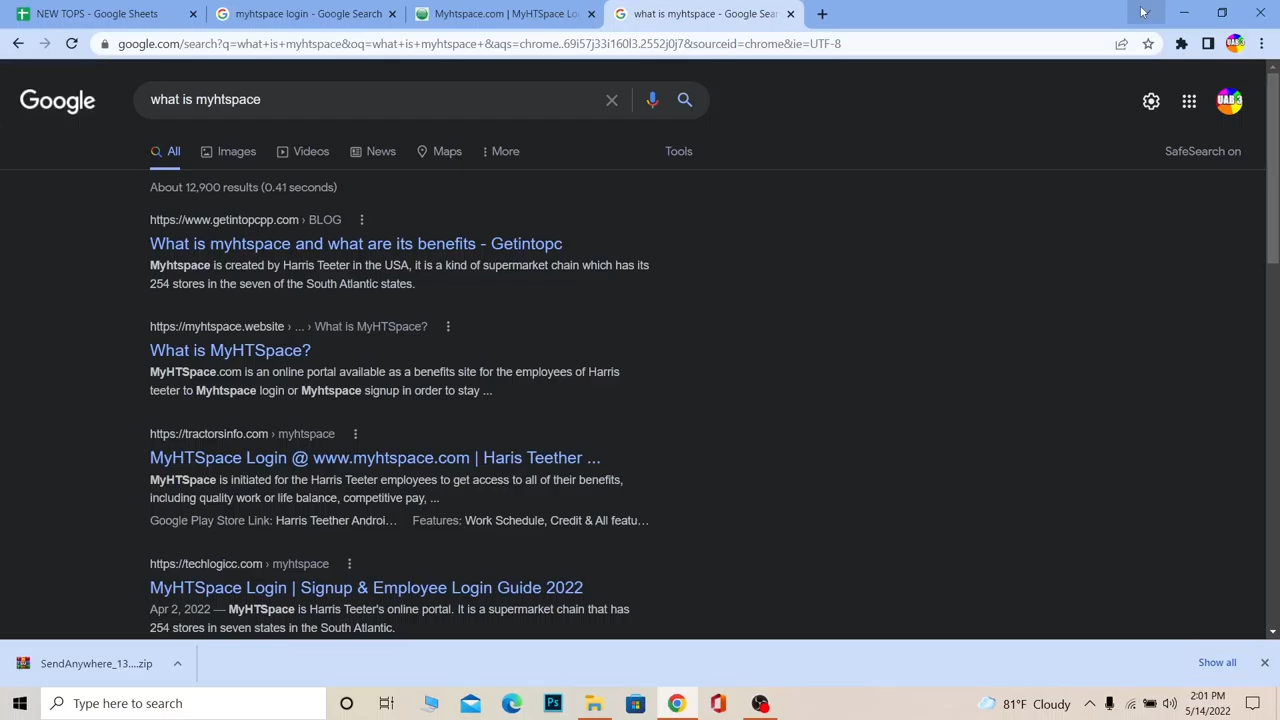 NEW TOPS - Google Sheets
myhtspace login - Google Search
Myhtspace.com | MyHTSpace Lo
what is myhtspace - Google Sear
google.com/search?q=what+is+myhtspace&oq=what+is+myhtspace+&aqs=chrome..69i57j33i160l3.2552j0j7&sourceid=chrome&ie=UTF-8
Google
what is myhtspace
UAB3
All
Images
Videos
News
Maps
More
Tools
SafeSearch on
About 12,900 results (0.41 seconds)
https://www.getintopcpp.com › BLOG
What is myhtspace and what are its benefits - Getintopc
Myhtspace is created by Harris Teeter in the USA, it is a kind of supermarket chain which has its
254 stores in the seven of the South Atlantic states.
https://myhtspace.website › ... › What is MyHTSpace?
What is MyHTSpace?
MyHTSpace.com is an online portal available as a benefits site for the employees of Harris
teeter to Myhtspace login or Myhtspace signup in order to stay ...
https://tractorsinfo.com › myhtspace
MyHTSpace Login @ www.myhtspace.com | Haris Teether ...
MyHTSpace is initiated for the Harris Teeter employees to get access to all of their benefits,
including quality work or life balance, competitive pay, ...
Google Play Store Link: Harris Teether Androi... Features: Work Schedule, Credit & All featu...
https://techlogicc.com › myhtspace
MyHTSpace Login | Signup & Employee Login Guide 2022
Apr 2, 2022 — MyHTSpace is Harris Teeter's online portal. It is a supermarket chain that has
254 stores in seven states in the South Atlantic.
SendAnywhere_13....zip
Show all
Type here to search
Ps
81°F Cloudy
2:01 PM
5/14/2022